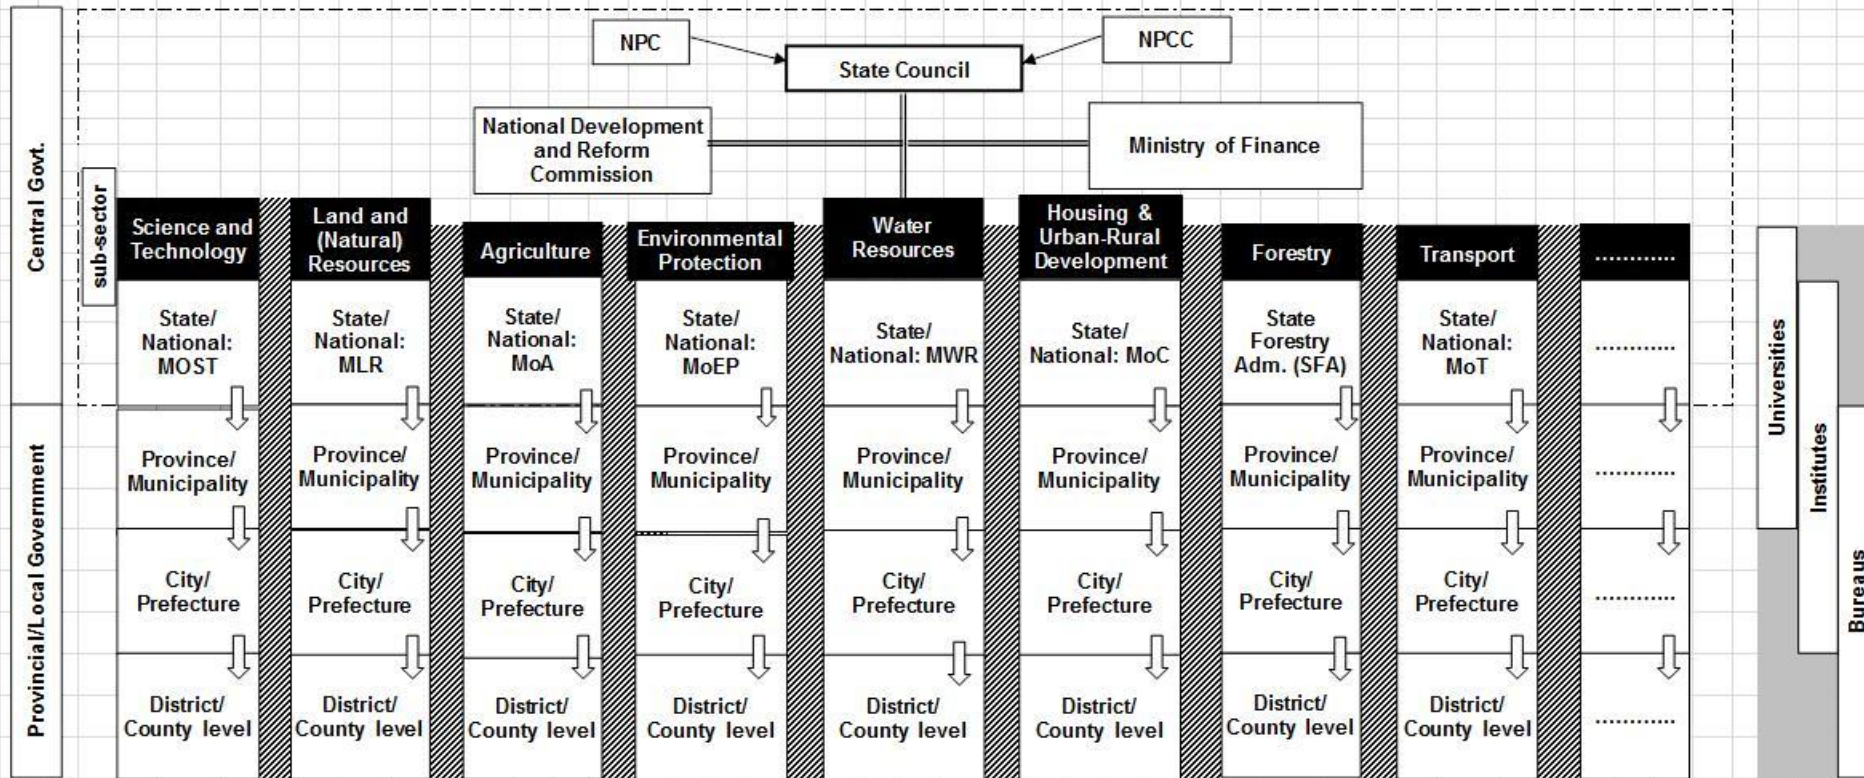 NPC
NPCC
State Council
National Development
and Reform
Commission
Ministry of Finance
Central Govt.
sub-sector
Science and
Technology
Land and
(Natural)
Resources
Agriculture
Environmental
Protection
Water
Resources
Housing &
Urban-Rural
Development
Forestry
Transport
............
State/
National:
MOST
State/
National:
MLR
State/
National:
MoA
State/
National:
MoEP
State/
National: MWR
State/
National: MoC
State
Forestry
Adm. (SFA)
State/
National:
MoT
............
Universities
Institutes
Bureaus
Provincial/Local Government
Province/
Municipality
Province/
Municipality
Province/
Municipality
Province/
Municipality
Province/
Municipality
Province/
Municipality
Province/
Municipality
Province/
Municipality
............
City/
Prefecture
City/
Prefecture
City/
Prefecture
City/
Prefecture
City/
Prefecture
City/
Prefecture
City/
Prefecture
City/
Prefecture
............
District/
County level
District/
County level
District/
County level
District/
County level
District/
County level
District/
County level
District/
County level
District/
County level
............